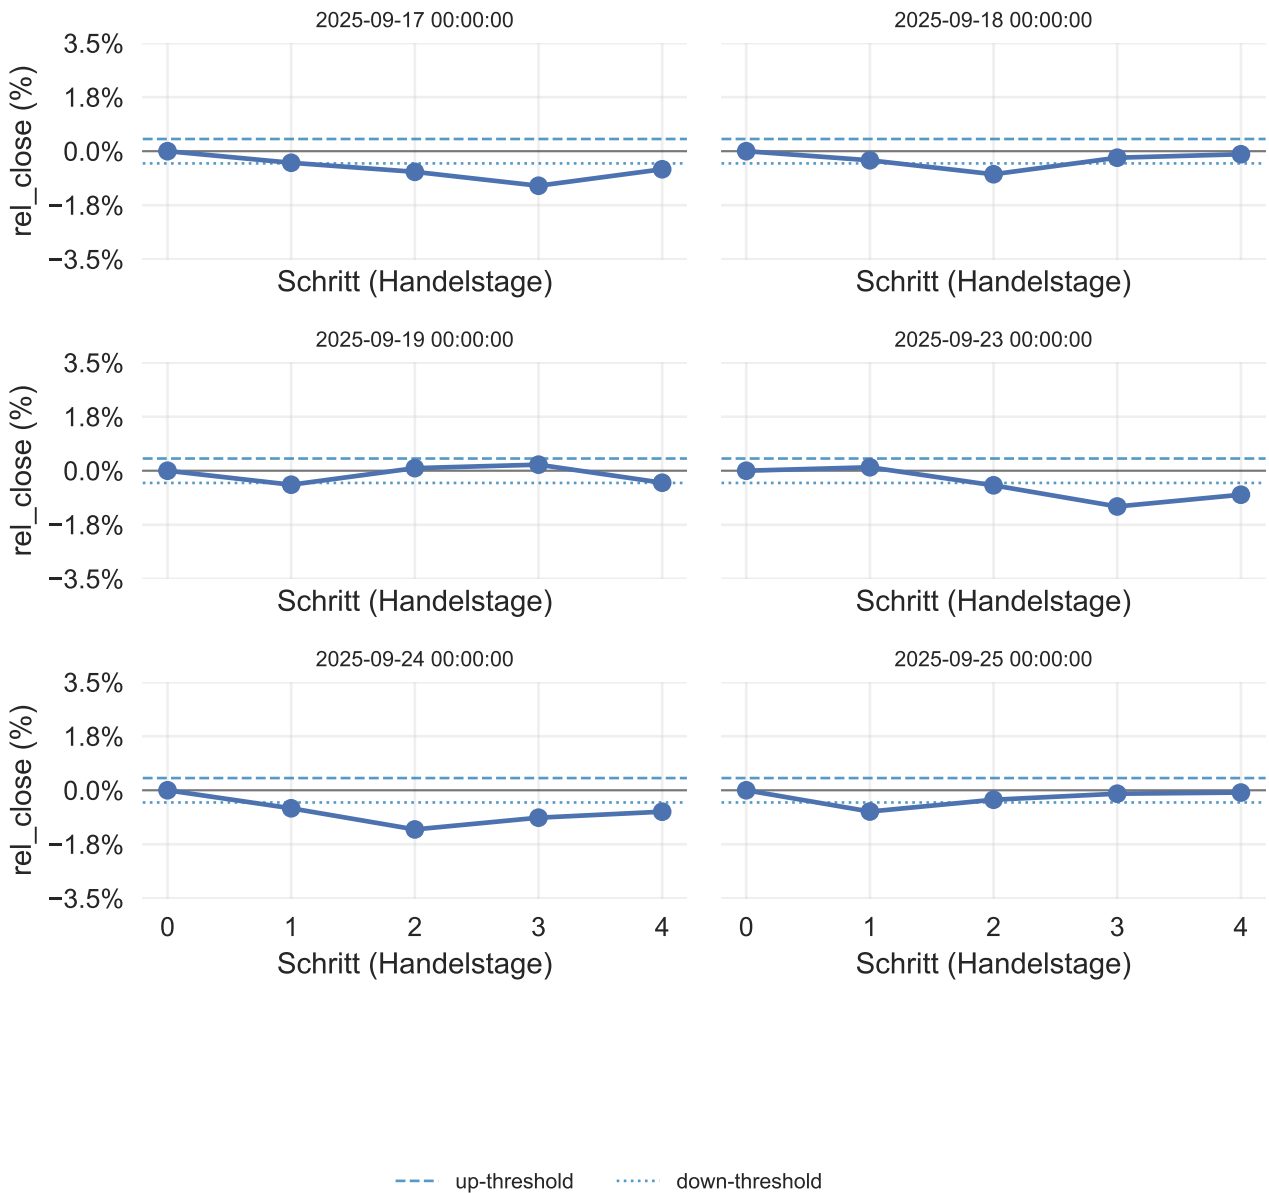 2025-09-17 00:00:00
2025-09-18 00:00:00
3.5%
1.8%
0.0%
−1.8%
−3.5%
rel_close (%)
Schritt (Handelstage)
Schritt (Handelstage)
2025-09-19 00:00:00
2025-09-23 00:00:00
3.5%
1.8%
0.0%
−1.8%
−3.5%
rel_close (%)
Schritt (Handelstage)
Schritt (Handelstage)
2025-09-24 00:00:00
2025-09-25 00:00:00
3.5%
1.8%
0.0%
−1.8%
−3.5%
rel_close (%)
0 1 2 3 4
0 1 2 3 4
Schritt (Handelstage)
Schritt (Handelstage)
up-threshold
down-threshold